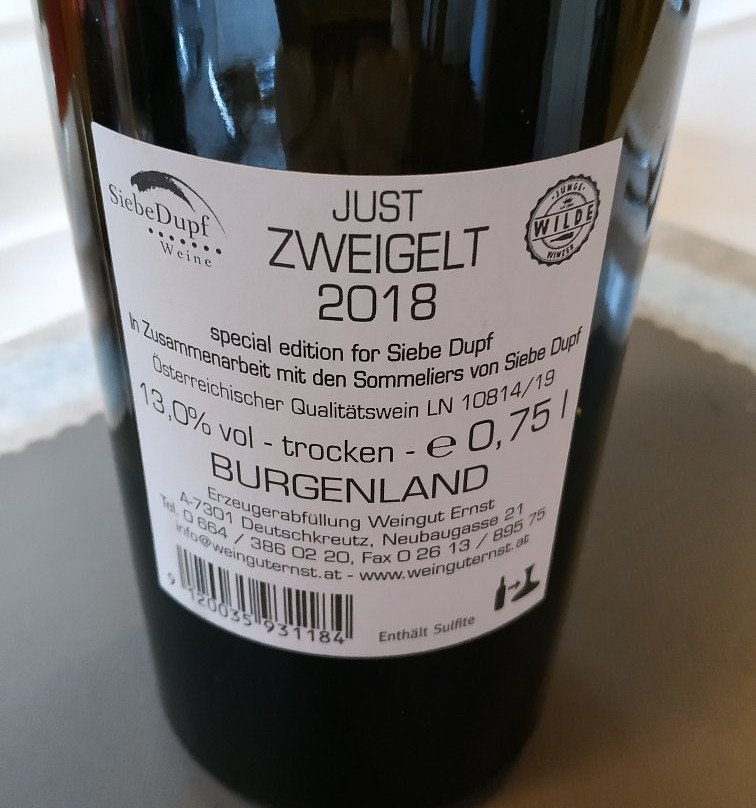 SiebeDupf
Weine
JUNGE
WILDE
WINZER
JUST
ZWEIGELT
2018
special edition for Siebe Dupf
In Zusammenarbeit mit den Sommeliers von Siebe Dupf
Österreichischer Qualitätswein LN 10814/19
13,0% vol - trocken - e 0,75 l
BURGENLAND
Erzeugerabfüllung Weingut Ernst
A-7301 Deutschkreutz, Neubaugasse 21
Tel. 0 664 / 386 02 20, Fax 0 26 13 / 895 75
info@weinguternst.at - www.weinguternst.at
9 120035 931184
Enthält Sulfite